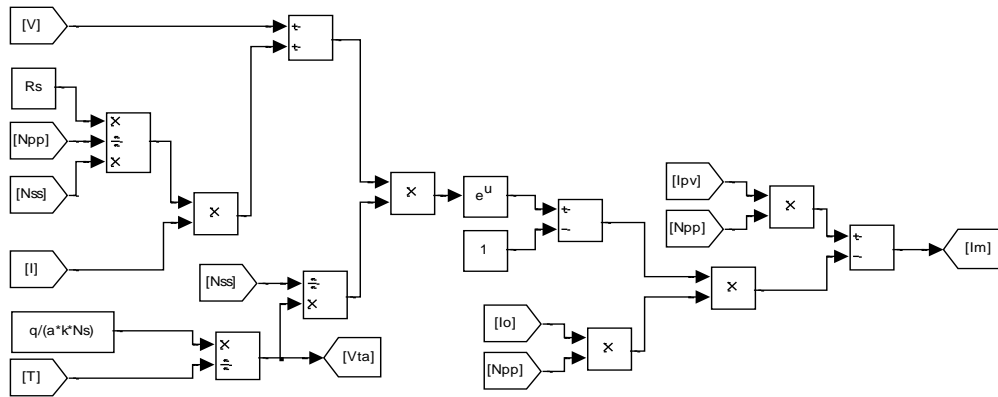 [V]
+
+
Rs
[Npp]
×
÷
×
[Nss]
×
[I]
[Nss]
÷
×
q/(a*k*Ns)
[T]
×
÷
[Vta]
×
e^u
1
+
−
[Io]
[Npp]
×
×
[Ipv]
[Npp]
×
+
−
[Im]